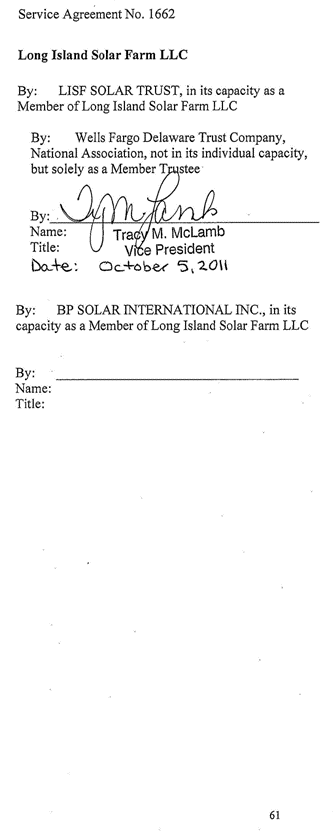 Service Agreement No. 1662
Long Island Solar Farm LLC
By: LISF SOLAR TRUST, in its capacity as a
Member of Long Island Solar Farm LLC
By: Wells Fargo Delaware Trust Company,
National Association, not in its individual capacity,
but solely as a Member Trustee
By:
Name: Tracy M. McLamb
Title: Vice President
Date: October 5, 2011
By: BP SOLAR INTERNATIONAL INC., in its
capacity as a Member of Long Island Solar Farm LLC
By:
Name:
Title:
61